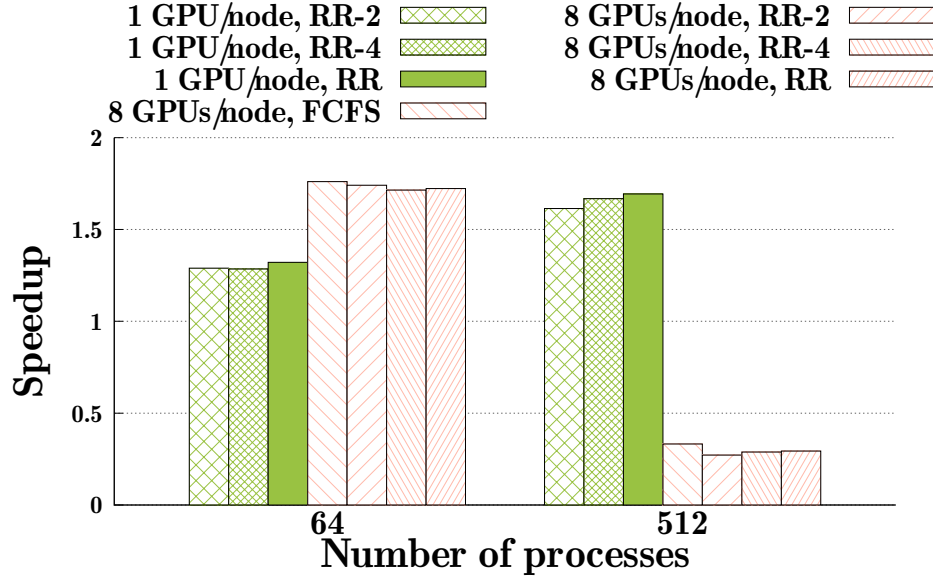 1 GPU/node, RR-2
1 GPU/node, RR-4
1 GPU/node, RR
8 GPUs/node, FCFS
8 GPUs/node, RR-2
8 GPUs/node, RR-4
8 GPUs/node, RR
2
1.5
1
0.5
0
Speedup
64
512
Number of processes